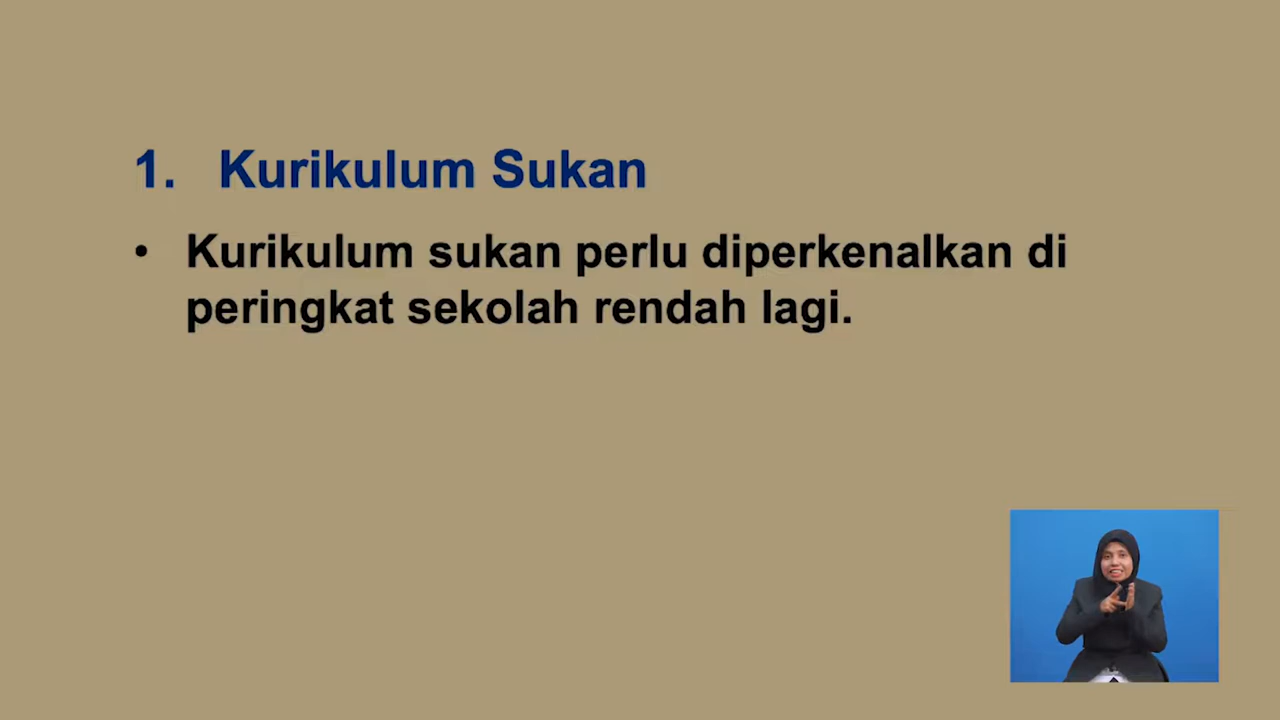 1. Kurikulum Sukan
• Kurikulum sukan perlu diperkenalkan di
peringkat sekolah rendah lagi.